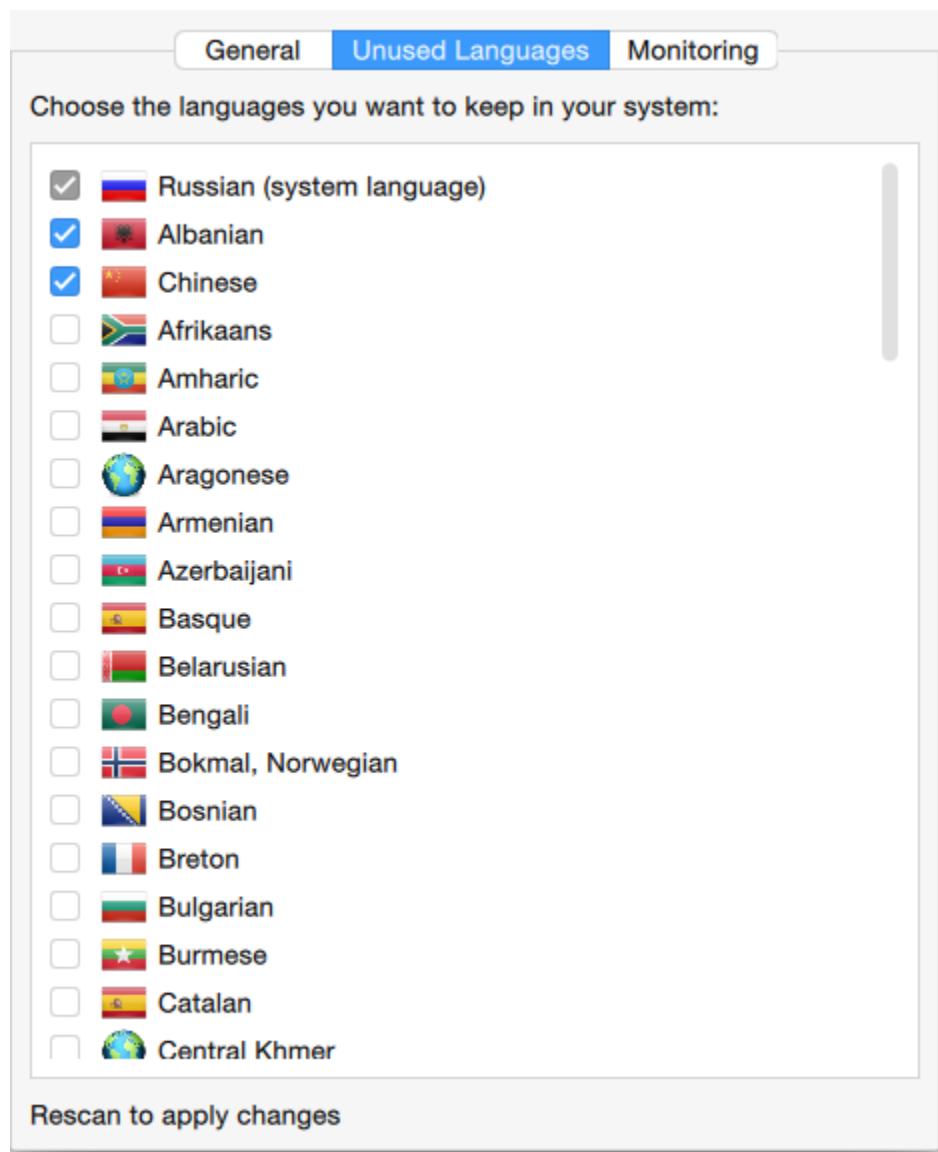 General Unused Languages Monitoring
Choose the languages you want to keep in your system:
Russian (system language)
Albanian
Chinese
Afrikaans
Amharic
Arabic
Aragonese
Armenian
Azerbaijani
Basque
Belarusian
Bengali
Bokmal, Norwegian
Bosnian
Breton
Bulgarian
Burmese
Catalan
Central Khmer
Rescan to apply changes